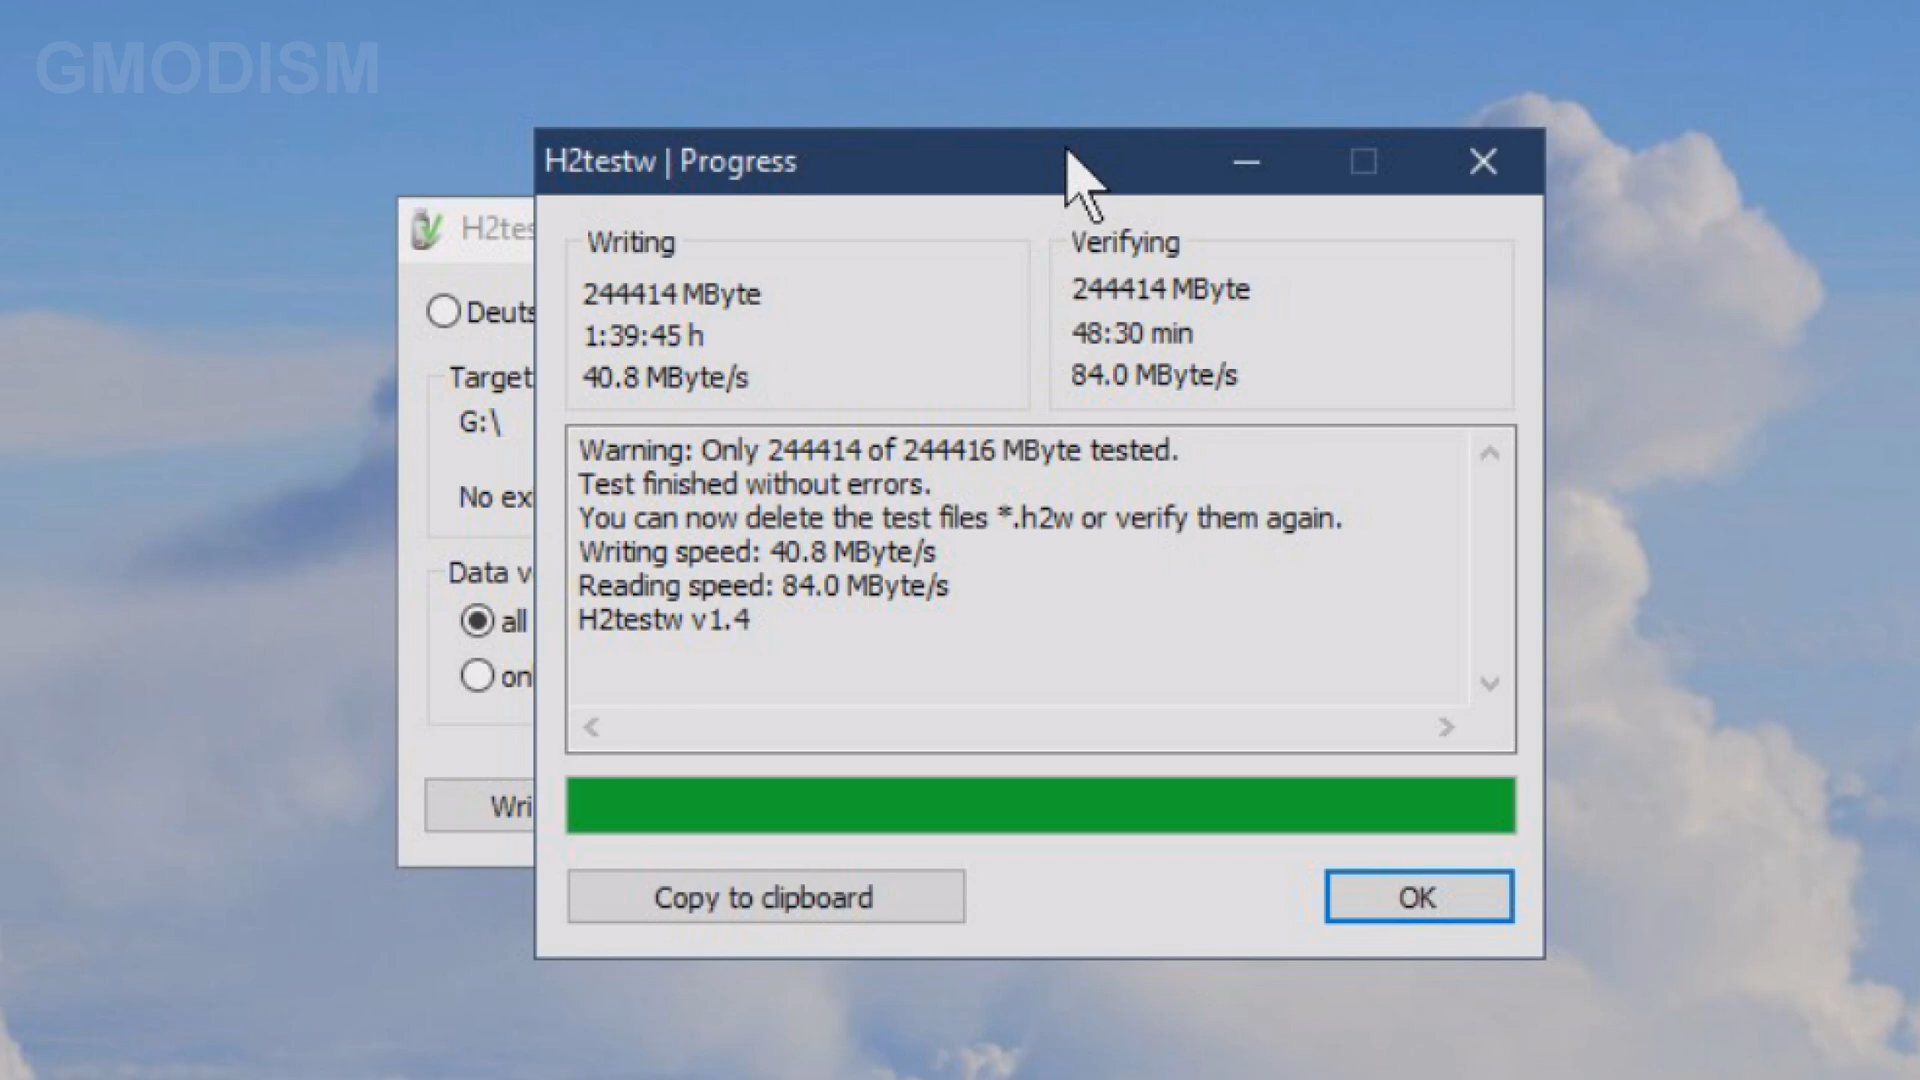 GMODISM
H2testw | Progress
H2tes
Deuts
Target
G:\
No ex
Data v
all
onl
Wri
Writing
244414 MByte
1:39:45 h
40.8 MByte/s
Verifying
244414 MByte
48:30 min
84.0 MByte/s
Warning: Only 244414 of 244416 MByte tested.
Test finished without errors.
You can now delete the test files *.h2w or verify them again.
Writing speed: 40.8 MByte/s
Reading speed: 84.0 MByte/s
H2testw v1.4
Copy to clipboard
OK